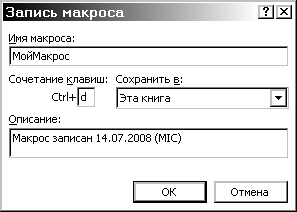 Запись макроса
Имя макроса:
МойМакрос
Сочетание клавиш: Сохранить в:
Ctrl+ d Эта книга
Описание:
Макрос записан 14.07.2008 (MIC)
OK Отмена